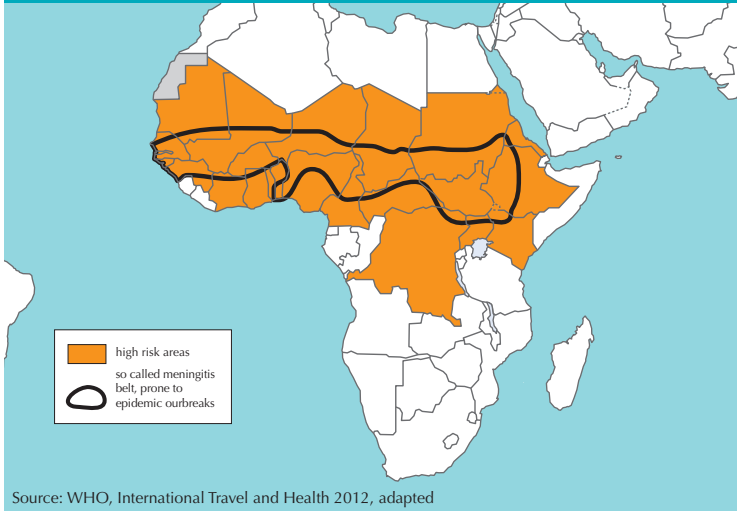 high risk areas
so called meningitis
belt, prone to
epidemic ourbreaks
Source: WHO, International Travel and Health 2012, adapted